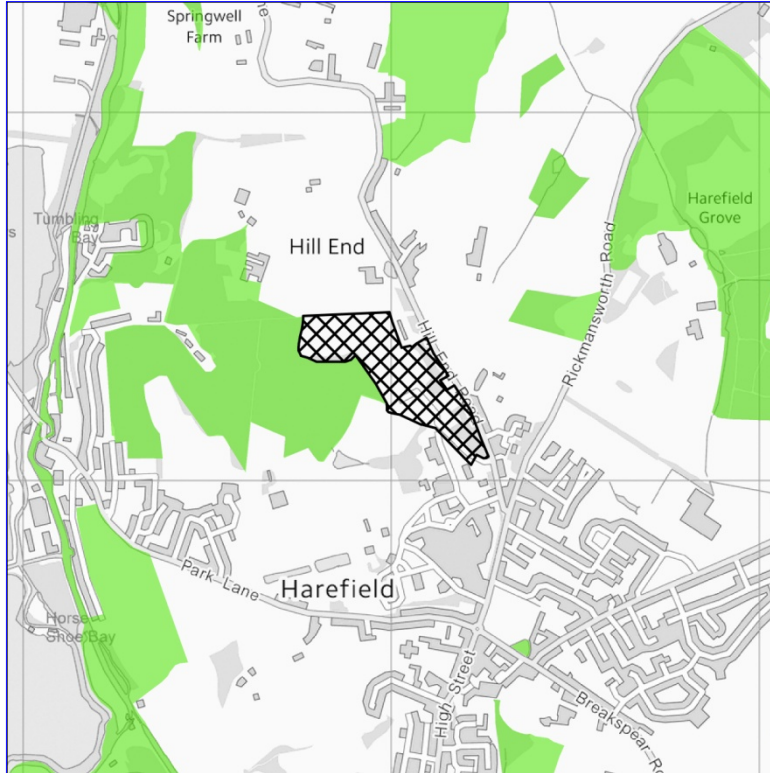 Springwell
Farm
ne
Harefield
Grove
Tumbling
Bay
s
Hill End
Rickmansworth Road
Hill End Road
Park Lane
Harefield
Horse
Shoe Bay
High Street
Breakspear R